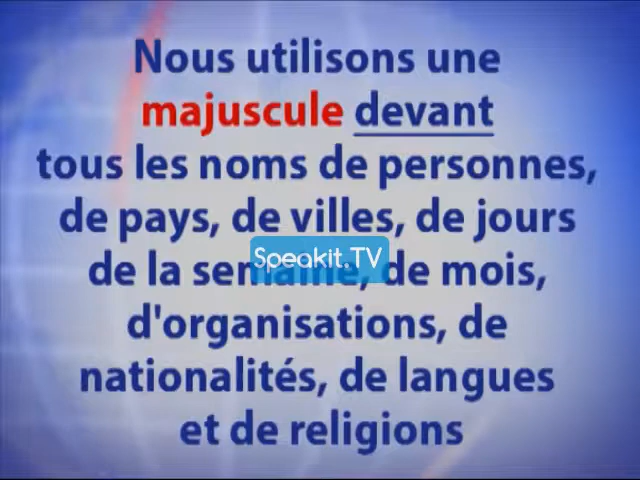 Nous utilisons une
majuscule devant
tous les noms de personnes,
de pays, de villes, de jours
de la semaine, de mois,
d'organisations, de
nationalités, de langues
et de religions
Speakit.TV